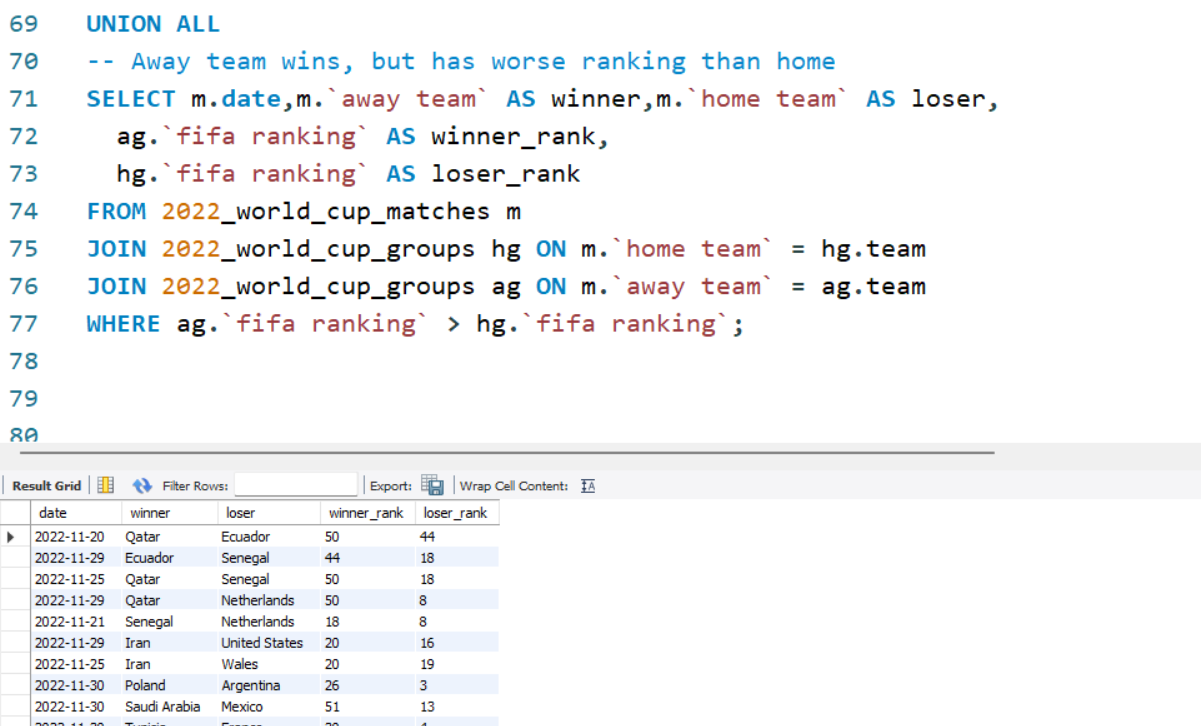 69 UNION ALL
70 -- Away team wins, but has worse ranking than home
71 SELECT m.date,m.`away team` AS winner,m.`home team` AS loser,
72 ag.`fifa ranking` AS winner_rank,
73 hg.`fifa ranking` AS loser_rank
74 FROM 2022_world_cup_matches m
75 JOIN 2022_world_cup_groups hg ON m.`home team` = hg.team
76 JOIN 2022_world_cup_groups ag ON m.`away team` = ag.team
77 WHERE ag.`fifa ranking` > hg.`fifa ranking`;
78
79
80
Result Grid Filter Rows: Export: Wrap Cell Content: IA
date winner loser winner_rank loser_rank
2022-11-20 Qatar Ecuador 50 44
2022-11-29 Ecuador Senegal 44 18
2022-11-25 Qatar Senegal 50 18
2022-11-29 Qatar Netherlands 50 8
2022-11-21 Senegal Netherlands 18 8
2022-11-29 Iran United States 20 16
2022-11-25 Iran Wales 20 19
2022-11-30 Poland Argentina 26 3
2022-11-30 Saudi Arabia Mexico 51 13